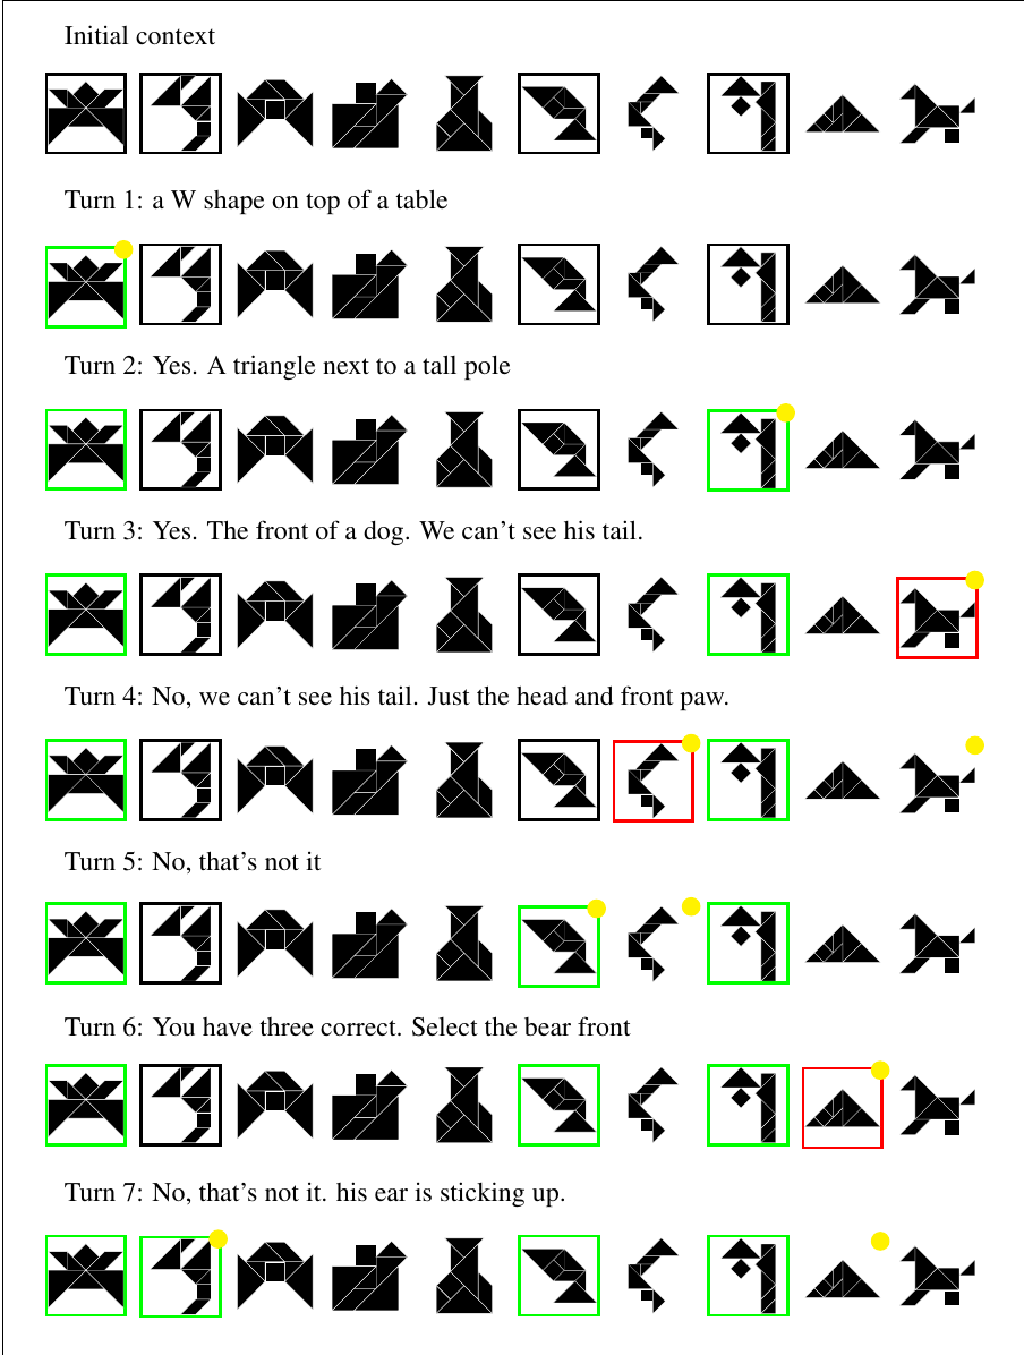 Initial context
Turn 1: a W shape on top of a table
Turn 2: Yes. A triangle next to a tall pole
Turn 3: Yes. The front of a dog. We can't see his tail.
Turn 4: No, we can't see his tail. Just the head and front paw.
Turn 5: No, that's not it
Turn 6: You have three correct. Select the bear front
Turn 7: No, that's not it. his ear is sticking up.